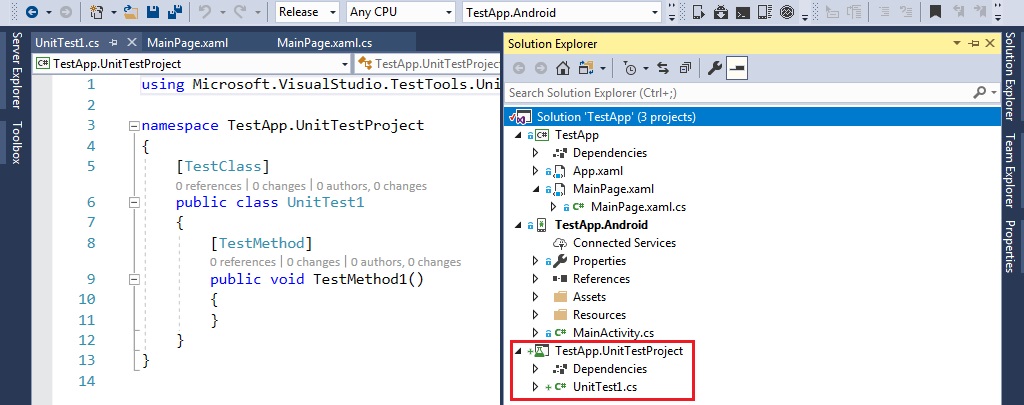 Release
Any CPU
TestApp.Android
Server Explorer
Toolbox
UnitTest1.cs
MainPage.xaml
MainPage.xaml.cs
TestApp.UnitTestProject
TestApp.UnitTestProjec
1 using Microsoft.VisualStudio.TestTools.Uni
2
3 namespace TestApp.UnitTestProject
4 {
5 [TestClass]
0 references | 0 changes | 0 authors, 0 changes
6 public class UnitTest1
7 {
8 [TestMethod]
0 references | 0 changes | 0 authors, 0 changes
9 public void TestMethod1()
10 {
11 }
12 }
13 }
14
Solution Explorer
Search Solution Explorer (Ctrl+;)
Solution 'TestApp' (3 projects)
C# TestApp
Dependencies
App.xaml
MainPage.xaml
C# MainPage.xaml.cs
TestApp.Android
Connected Services
Properties
References
Assets
Resources
C# MainActivity.cs
TestApp.UnitTestProject
Dependencies
C# UnitTest1.cs
Solution Explorer
Team Explorer
Properties